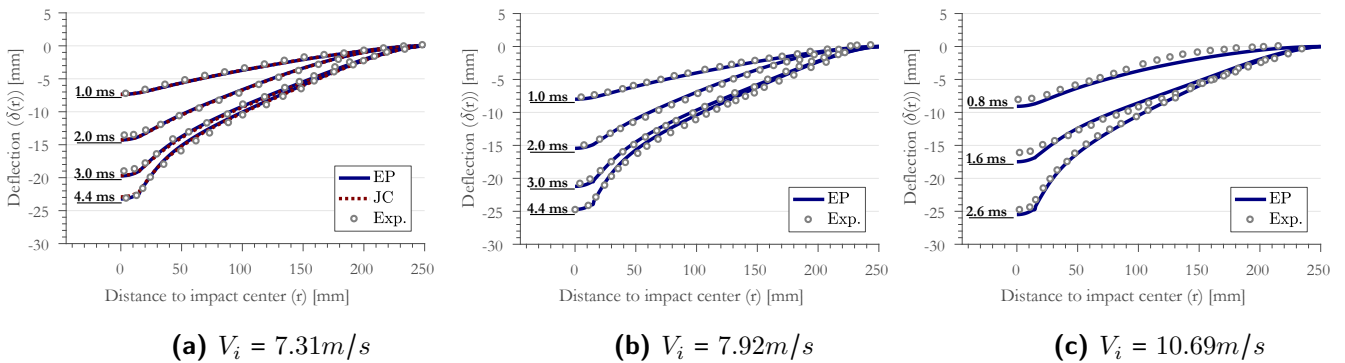 5
0
-5
-10
-15
-20
-25
-30
Deflection (δ(r)) [mm]
1.0 ms
2.0 ms
3.0 ms
4.4 ms
EP
JC
Exp.
0 50 100 150 200 250
Distance to impact center (r) [mm]
(a) V_i = 7.31m/s
5
0
-5
-10
-15
-20
-25
-30
Deflection (δ(r)) [mm]
1.0 ms
2.0 ms
3.0 ms
4.4 ms
EP
Exp.
0 50 100 150 200 250
Distance to impact center (r) [mm]
(b) V_i = 7.92m/s
5
0
-5
-10
-15
-20
-25
-30
Deflection (δ(r)) [mm]
0.8 ms
1.6 ms
2.6 ms
EP
Exp.
0 50 100 150 200 250
Distance to impact center (r) [mm]
(c) V_i = 10.69m/s